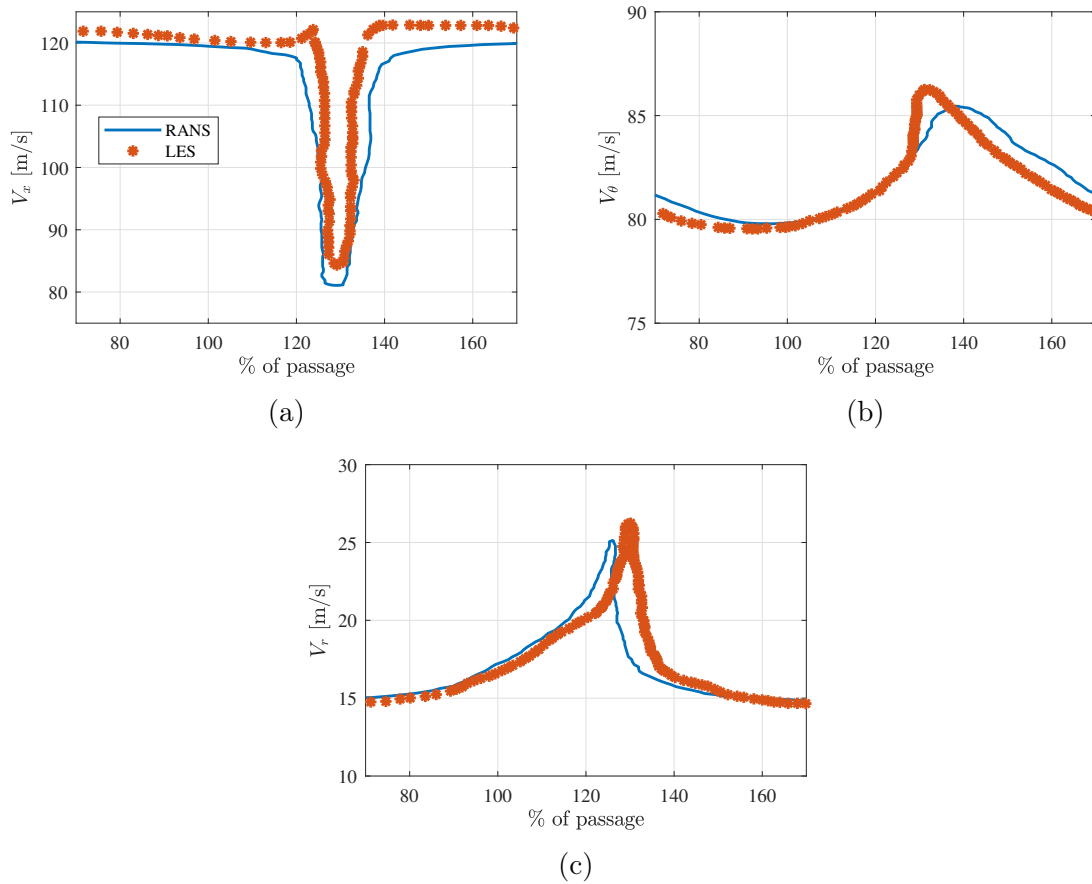 120
110
100
90
80
V_x [m/s]
RANS
LES
80 100 120 140 160
% of passage
(a)
90
85
80
75
V_θ [m/s]
80 100 120 140 160
% of passage
(b)
30
25
20
15
10
V_r [m/s]
80 100 120 140 160
% of passage
(c)